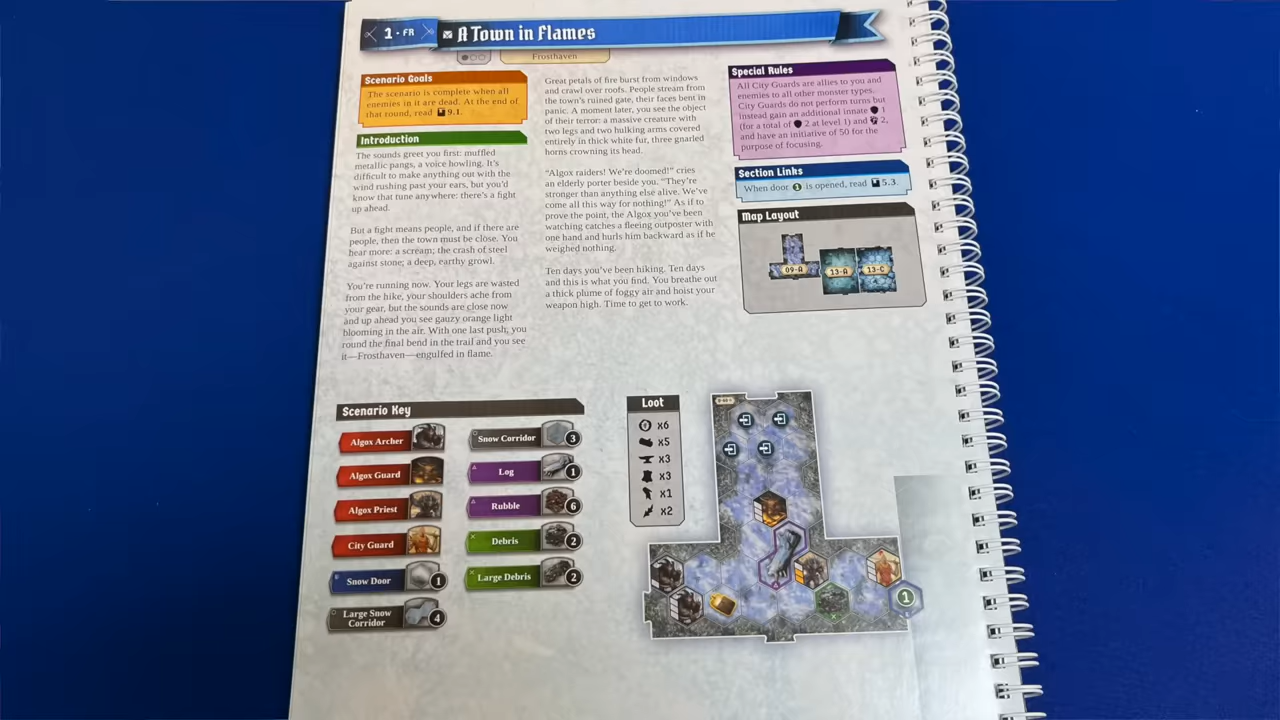 1 · FR
A Town in Flames
Frosthaven
Scenario Goals
The scenario is complete when all
enemies in it are dead. At the end of
that round, read 9.1.
Introduction
The sounds greet you first: muffled
metallic pangs, a voice howling. It's
difficult to make anything out with the
wind rushing past your ears, but you'd
know that tune anywhere: there's a fight
up ahead.
But a fight means people, and if there are
people, then the town must be close. You
hear more: a scream; the crash of steel
against stone; a deep, earthy growl.
You're running now. Your legs are wasted
from the hike, your shoulders ache from
your gear, but the sounds are close now
and up ahead you see gauzy orange light
blooming in the air. With one last push, you
round the final bend in the trail and you see
it—Frosthaven—engulfed in flame.
Great petals of fire burst from windows
and crawl over roofs. People stream from
the town's ruined gate, their faces bent in
panic. A moment later, you see the object
of their terror: a massive creature with
two legs and two hulking arms covered
entirely in thick white fur, three gnarled
horns crowning its head.
"Algox raiders! We're doomed!" cries
an elderly porter beside you. "They're
stronger than anything else alive. We've
come all this way for nothing!" As if to
prove the point, the Algox you've been
watching catches a fleeing outposter with
one hand and hurls him backward as if he
weighed nothing.
Ten days you've been hiking. Ten days
and this is what you find. You breathe out
a thick plume of foggy air and hoist your
weapon high. Time to get to work.
Special Rules
All City Guards are allies to you and
enemies to all other monster types.
City Guards do not perform turns but
instead gain an additional innate 1
(for a total of 2 at level 1) and 2,
and have an initiative of 50 for the
purpose of focusing.
Section Links
When door 1 is opened, read 5.3.
Map Layout
09-A
13-A
13-C
Scenario Key
Algox Archer
Algox Guard
Algox Priest
City Guard
Snow Door 1
Large Snow
Corridor 4
Snow Corridor 3
Log 1
Rubble 6
Debris 2
Large Debris 2
Loot
x6
x5
x3
x3
x1
x2
1